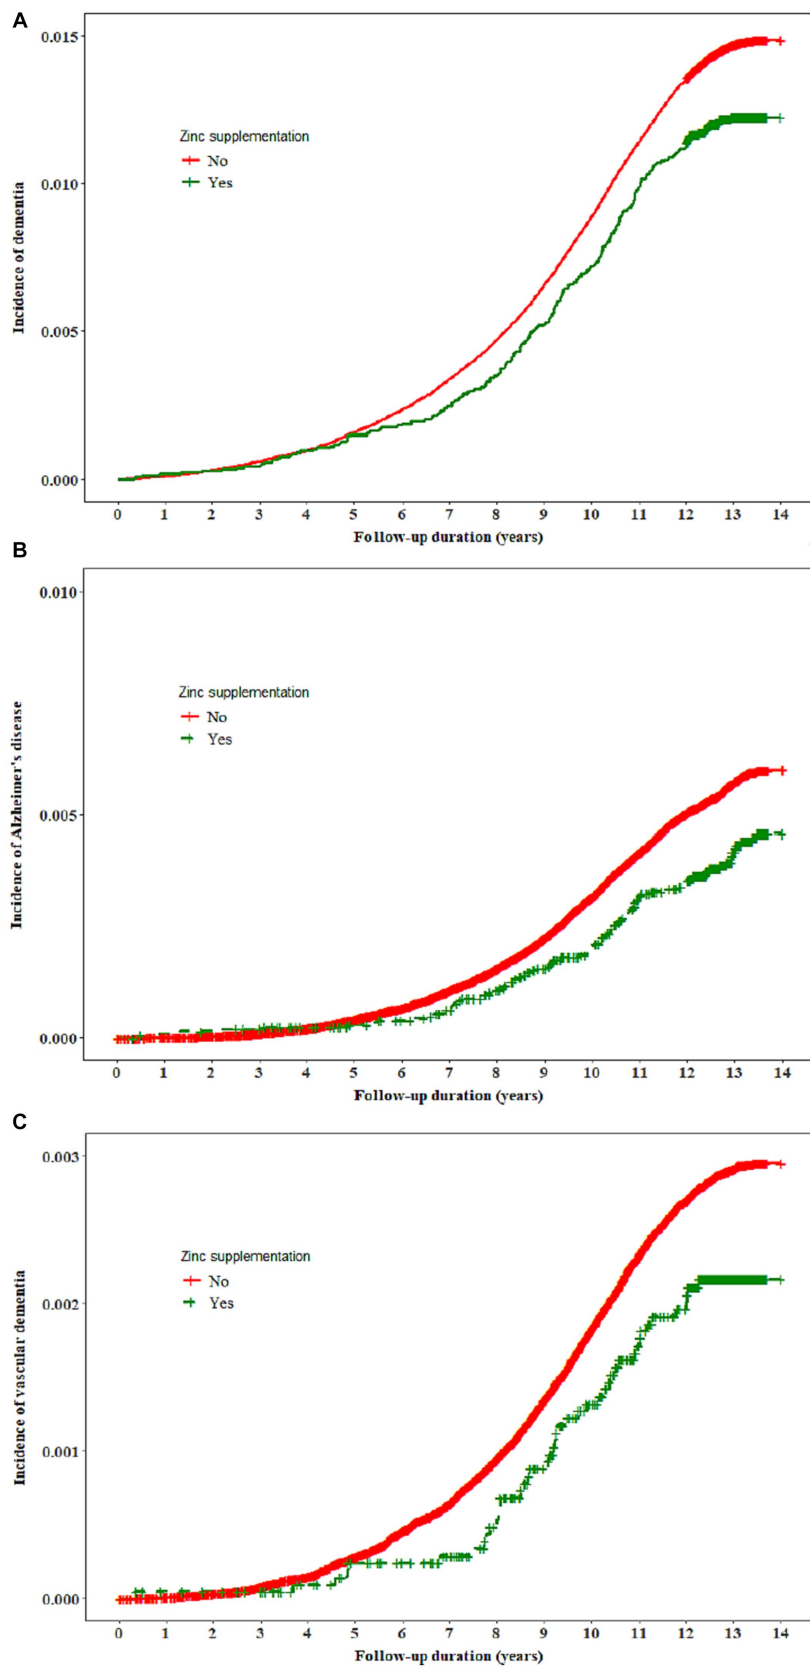 A
0.015
Zinc supplementation
No
Yes
0.010
Incidence of dementia
0.005
0.000
0 1 2 3 4 5 6 7 8 9 10 11 12 13 14
Follow-up duration (years)
B
0.010
Zinc supplementation
No
Yes
Incidence of Alzheimer's disease
0.005
0.000
0 1 2 3 4 5 6 7 8 9 10 11 12 13 14
Follow-up duration (years)
C
0.003
Zinc supplementation
No
Yes
0.002
Incidence of vascular dementia
0.001
0.000
0 1 2 3 4 5 6 7 8 9 10 11 12 13 14
Follow-up duration (years)